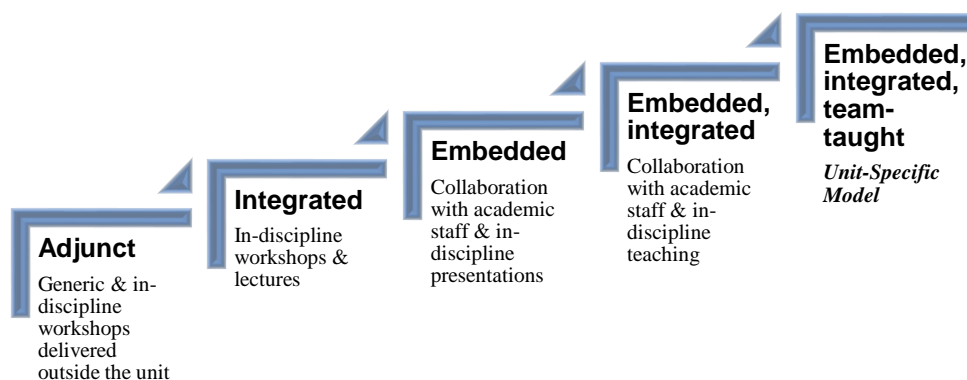 Adjunct
Generic & in-
discipline
workshops
delivered
outside the unit
Integrated
In-discipline
workshops &
lectures
Embedded
Collaboration
with academic
staff & in-
discipline
presentations
Embedded,
integrated
Collaboration
with academic
staff & in-
discipline
teaching
Embedded,
integrated,
team-
taught
Unit-Specific
Model